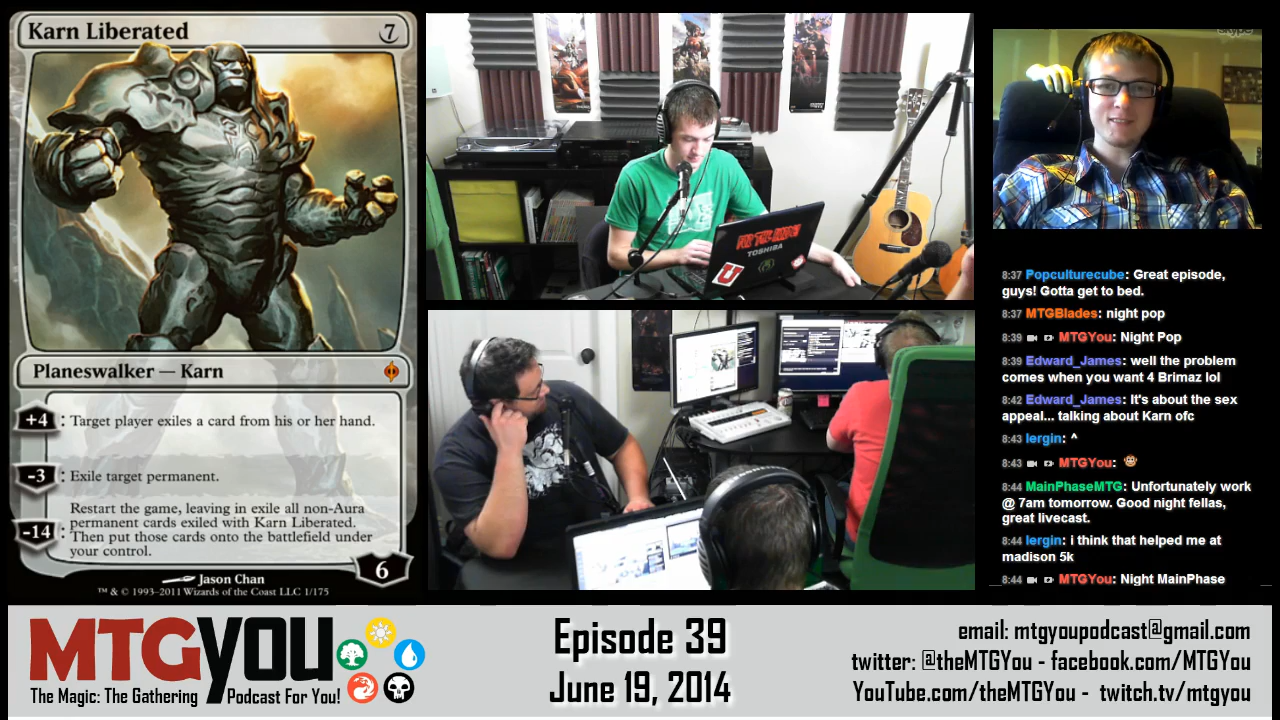 Karn Liberated 7
Planeswalker — Karn
+4 : Target player exiles a card from his or her hand.
-3 : Exile target permanent.
-14 : Restart the game, leaving in exile all non-Aura
permanent cards exiled with Karn Liberated.
Then put those cards onto the battlefield under
your control.
6
Jason Chan
™ & © 1993–2011 Wizards of the Coast LLC 1/175
TOSHIBA
U
skype
8:37 Popculturecube: Great episode,
guys! Gotta get to bed.
8:37 MTGBlades: night pop
8:39 MTGYou: Night Pop
8:39 Edward_James: well the problem
comes when you want 4 Brimaz lol
8:42 Edward_James: It's about the sex
appeal... talking about Karn ofc
8:43 lergin: ^
8:43 MTGYou:
8:44 MainPhaseMTG: Unfortunately work
@ 7am tomorrow. Good night fellas,
great livecast.
8:44 lergin: i think that helped me at
madison 5k
8:44 MTGYou: Night MainPhase
MTGYOU
The Magic: The Gathering Podcast For You!
Episode 39
June 19, 2014
email: mtgyoupodcast@gmail.com
twitter: @theMTGYou - facebook.com/MTGYou
YouTube.com/theMTGYou - twitch.tv/mtgyou